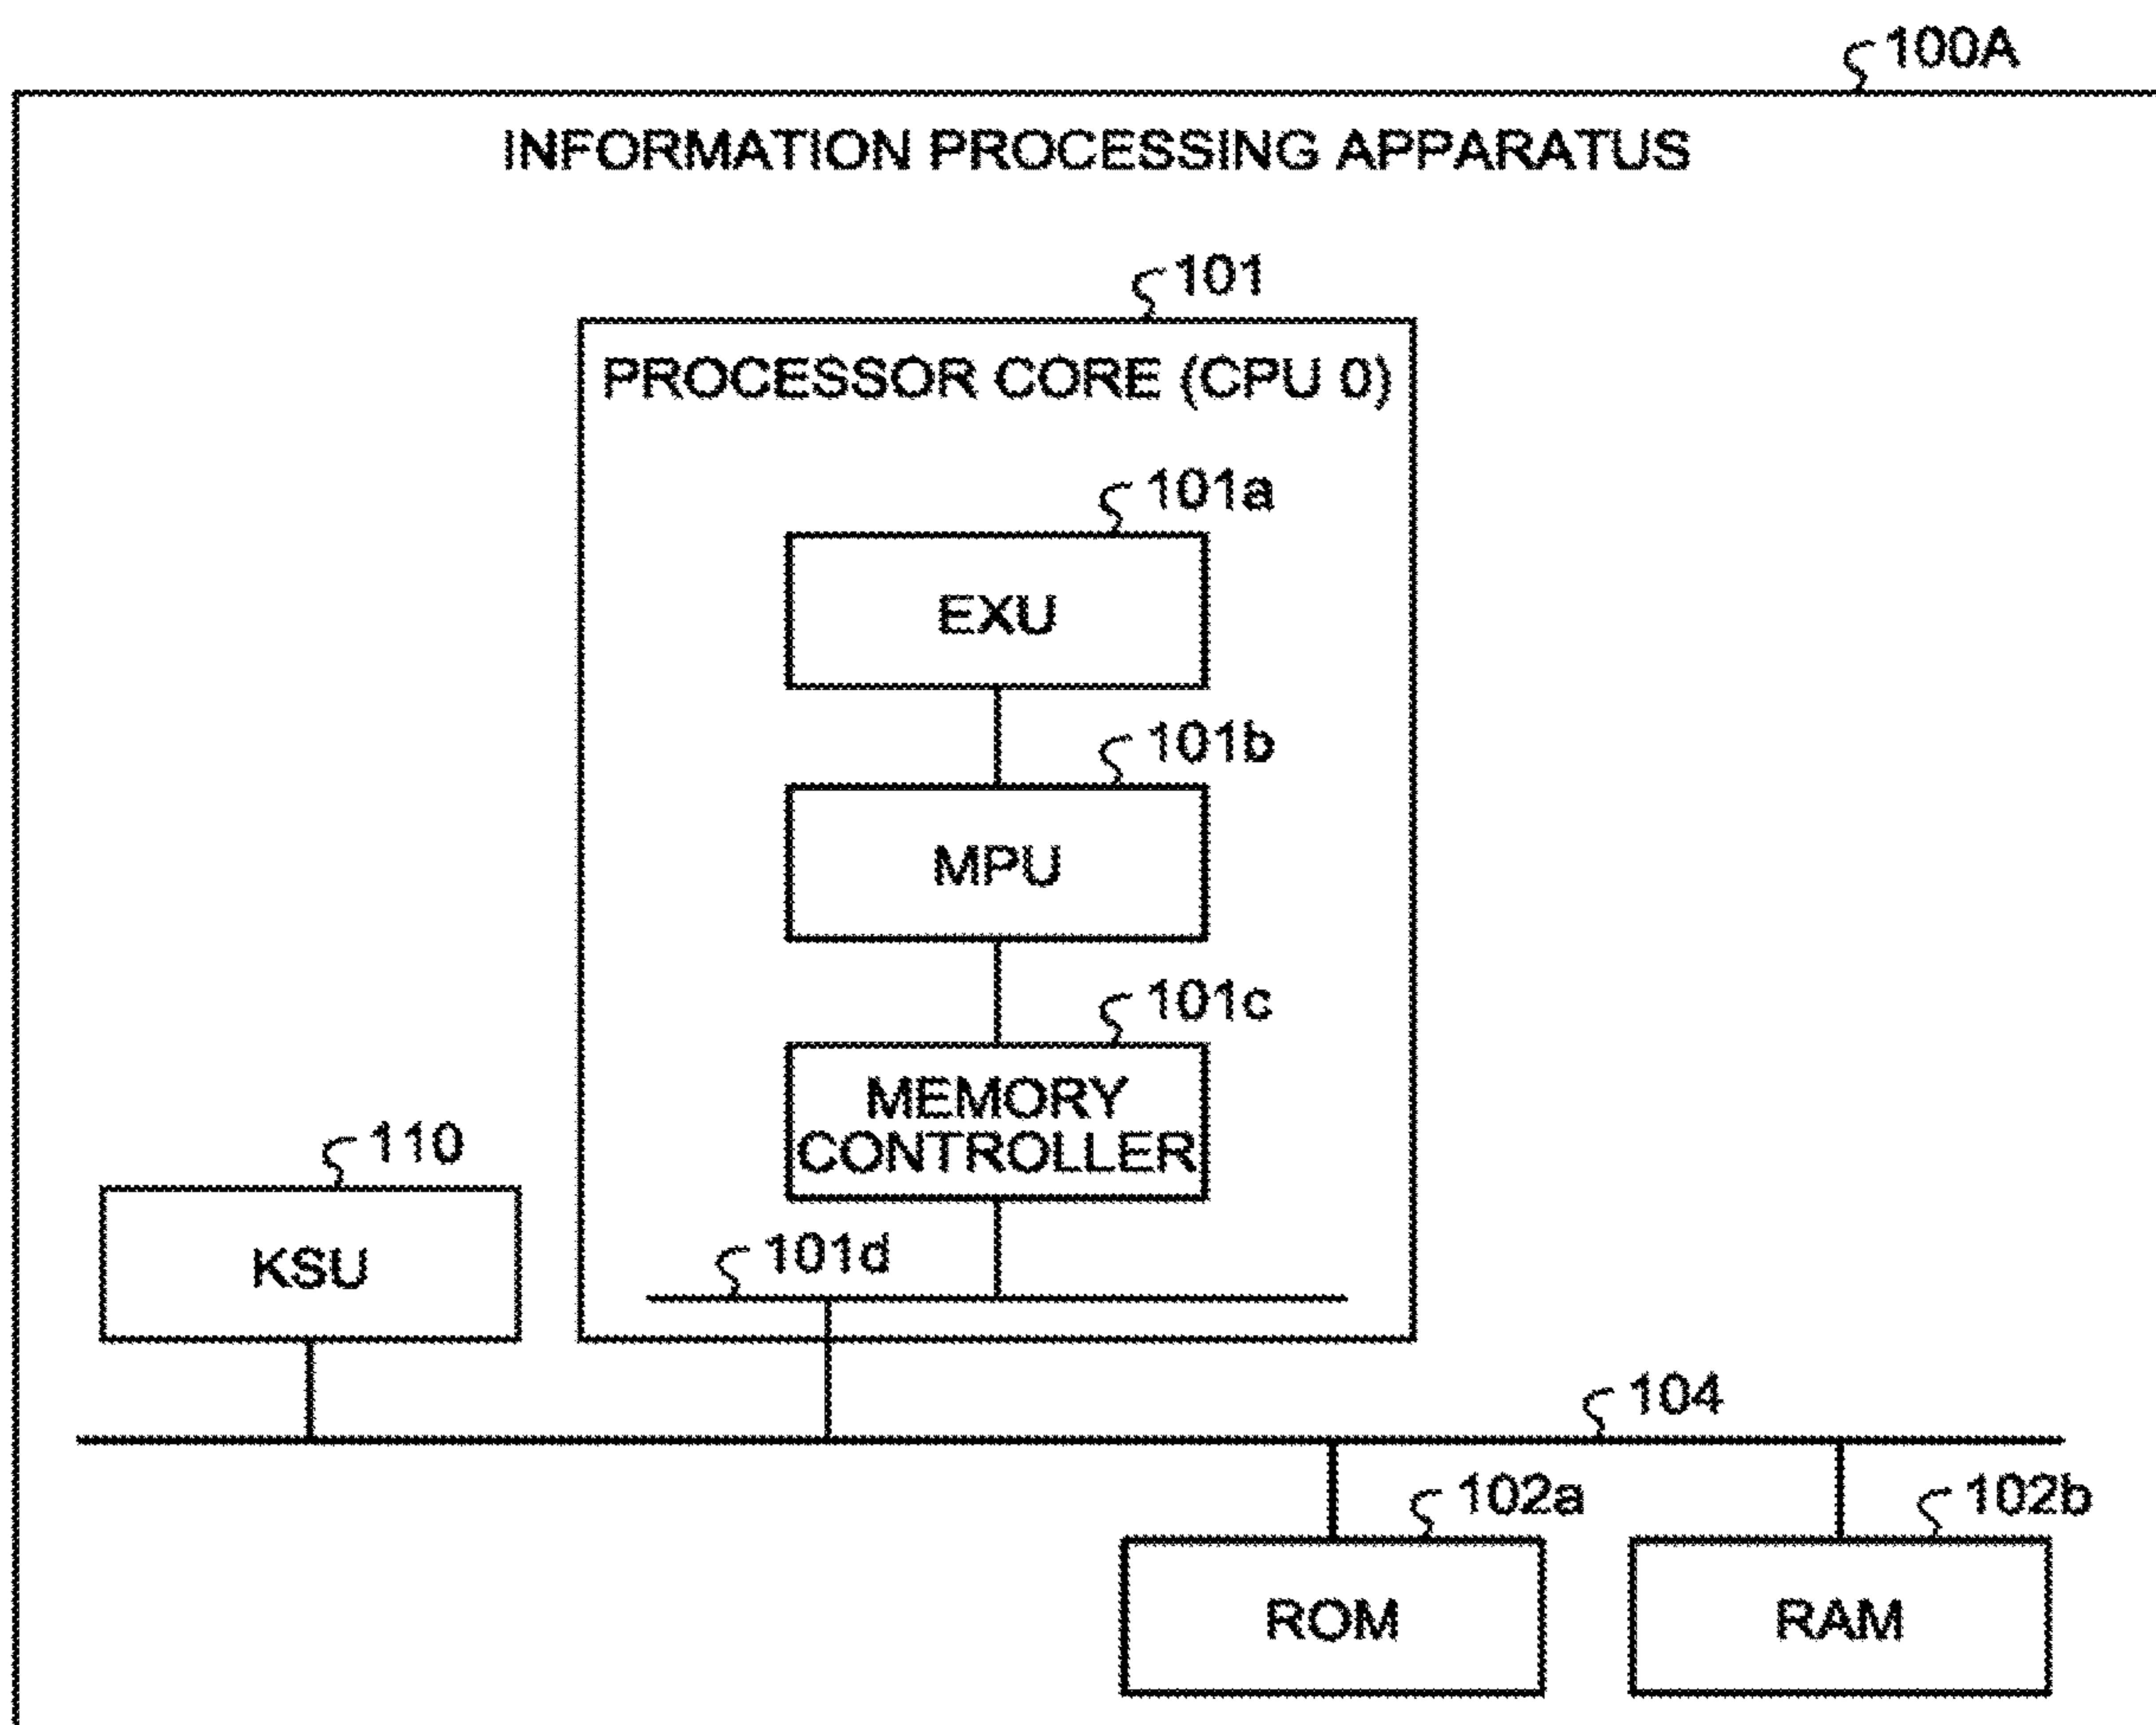 100A
INFORMATION PROCESSING APPARATUS
101
PROCESSOR CORE (CPU 0)
101a
EXU
101b
MPU
101c
MEMORY
CONTROLLER
110
KSU
101d
104
102a
102b
ROM
RAM